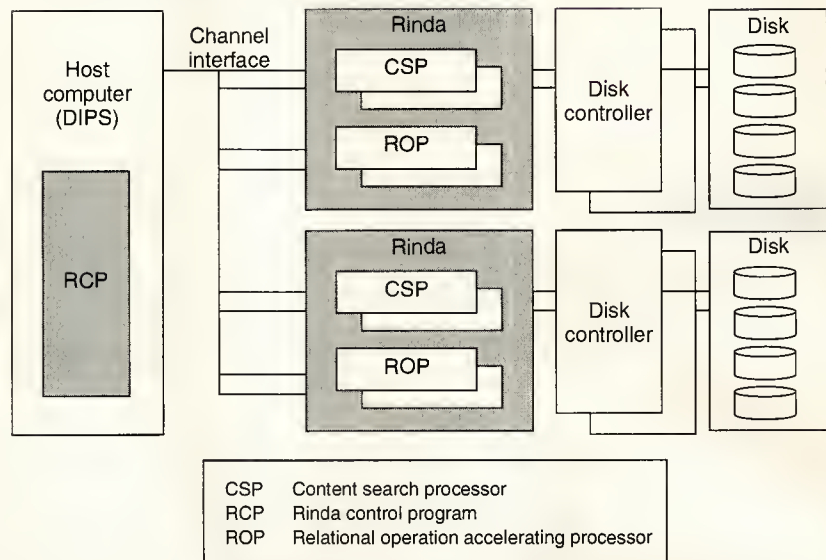 Host
computer
(DIPS)
RCP
Channel
interface
Rinda
CSP
ROP
Disk
controller
Disk
Rinda
CSP
ROP
Disk
controller
Disk
CSP Content search processor
RCP Rinda control program
ROP Relational operation accelerating processor